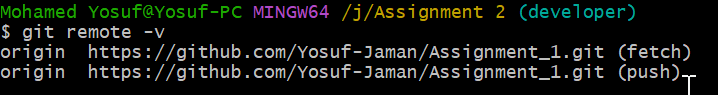 Mohamed Yosuf@Yosuf-PC MINGW64 /j/Assignment 2 (developer)
$ git remote -v
origin  https://github.com/Yosuf-Jaman/Assignment_1.git (fetch)
origin  https://github.com/Yosuf-Jaman/Assignment_1.git (push)